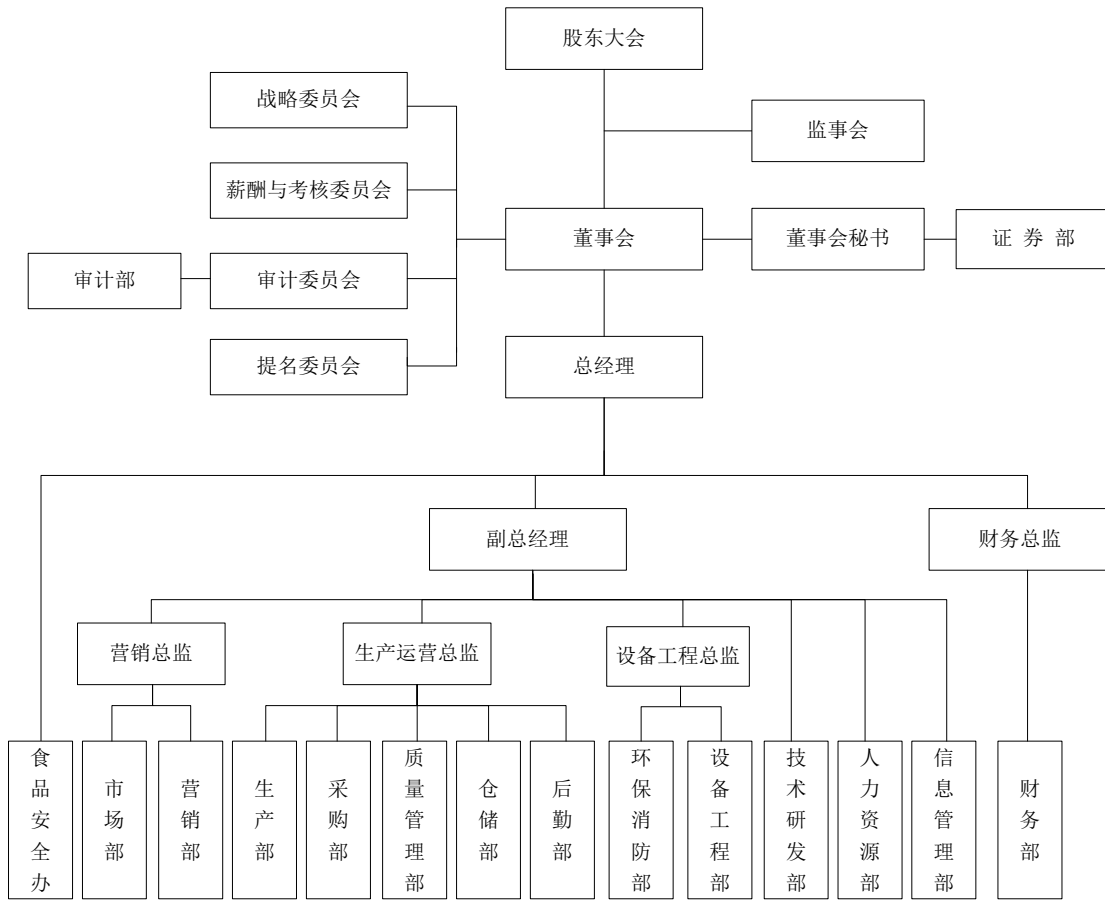 股东大会
战略委员会
监事会
薪酬与考核委员会
董事会
董事会秘书
证 券 部
审计部
审计委员会
提名委员会
总经理
副总经理
财务总监
营销总监
生产运营总监
设备工程总监
食品安全办
市场部
营销部
生产部
采购部
质量管理部
仓储部
后勤部
环保消防部
设备工程部
技术研发部
人力资源部
信息管理部
财务部